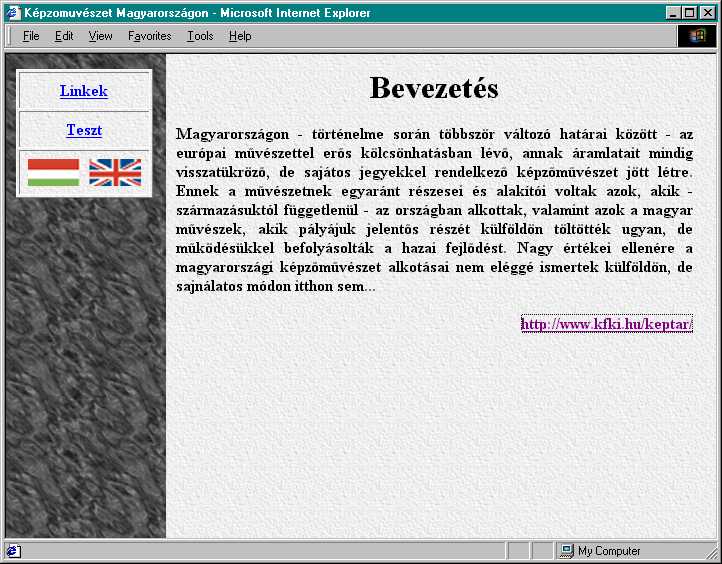 Képzomuvészet Magyarországon - Microsoft Internet Explorer
File Edit View Favorites Tools Help
Linkek
Teszt
Bevezetés
Magyarországon - történelme során többször változó határai között - az
európai művészettel erős kölcsönhatásban lévő, annak áramlatait mindig
visszatükröző, de sajátos jegyekkel rendelkező képzőművészet jött létre.
Ennek a művészetnek egyaránt részesei és alakítói voltak azok, akik -
származásuktól függetlenül - az országban alkottak, valamint azok a magyar
művészek, akik pályájuk jelentős részét külföldön töltötték ugyan, de
működésükkel befolyásolták a hazai fejlődést. Nagy értékei ellenére a
magyarországi képzőművészet alkotásai nem eléggé ismertek külföldön, de
sajnálatos módon itthon sem...
http://www.kfki.hu/keptar/
My Computer